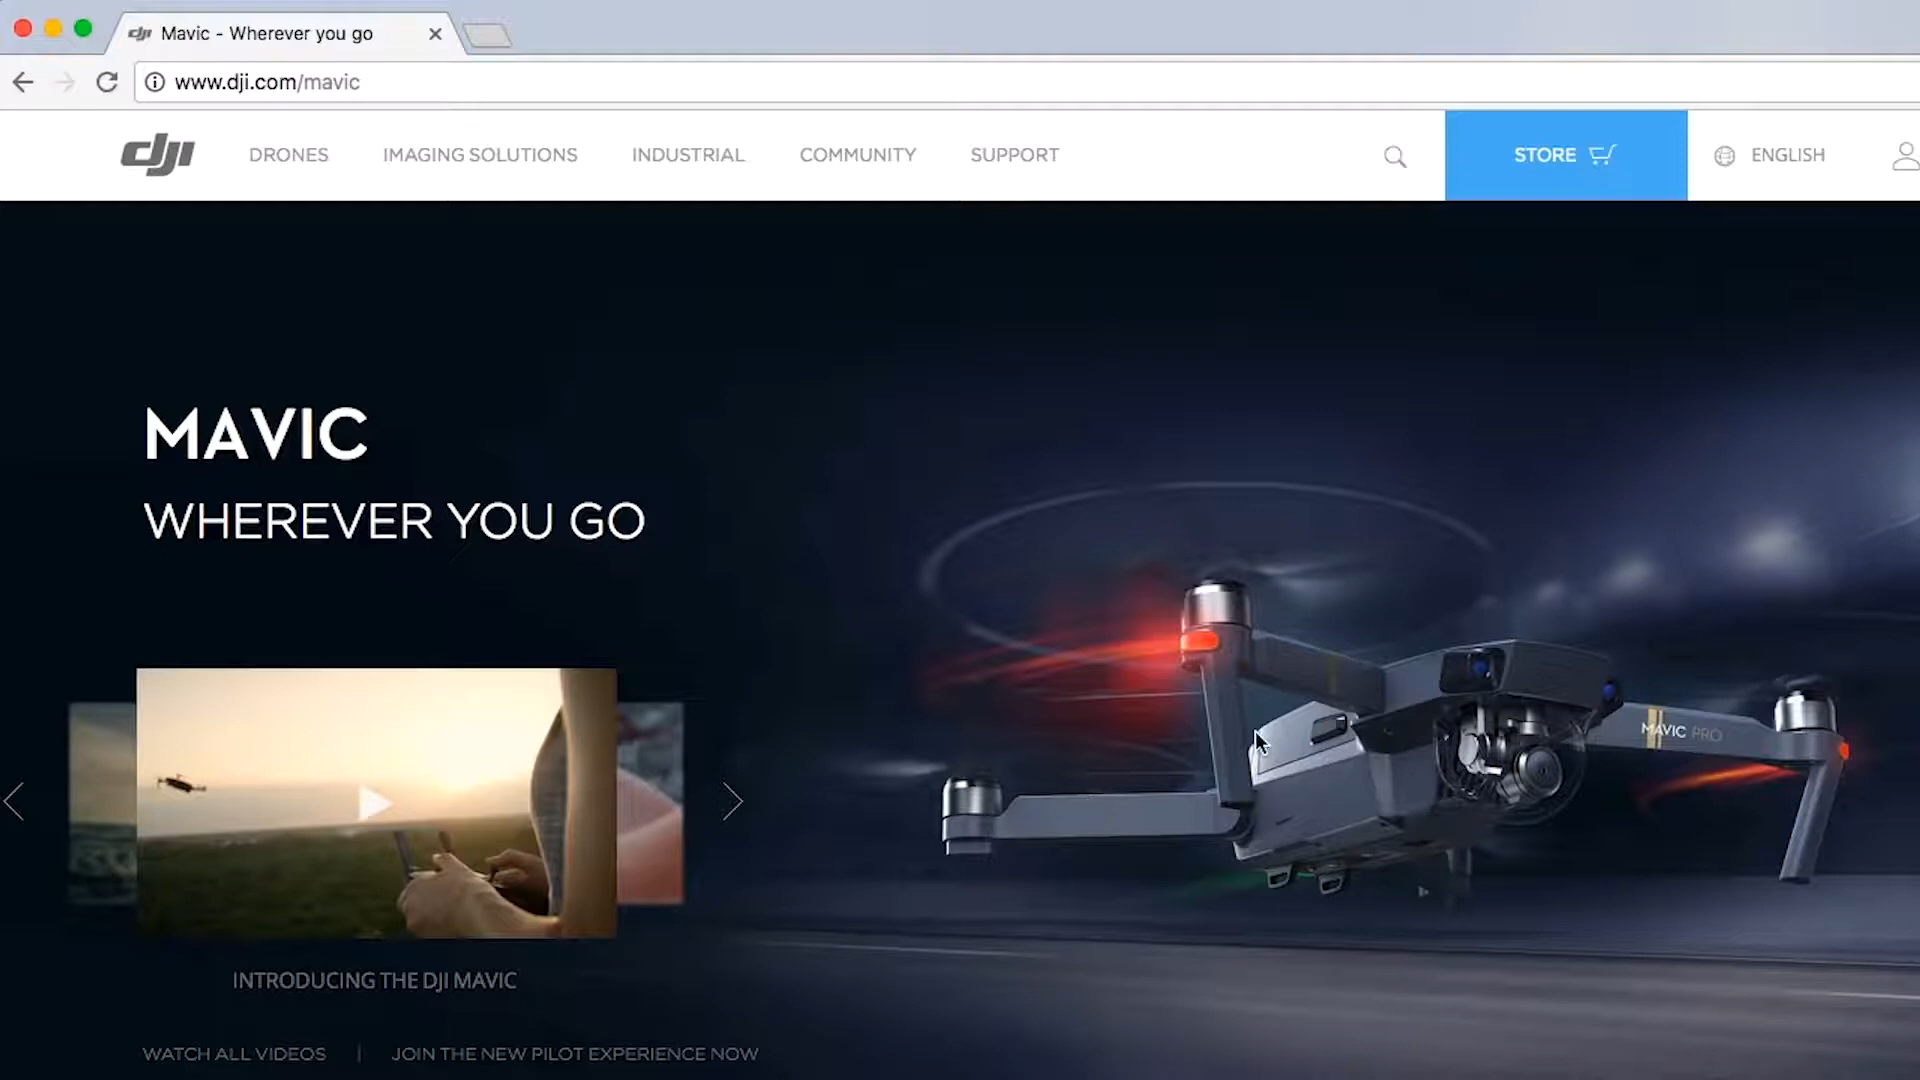 dji Mavic - Wherever you go
www.dji.com/mavic
dji DRONES IMAGING SOLUTIONS INDUSTRIAL COMMUNITY SUPPORT STORE ENGLISH
MAVIC
WHEREVER YOU GO
MAVIC PRO
INTRODUCING THE DJI MAVIC
WATCH ALL VIDEOS | JOIN THE NEW PILOT EXPERIENCE NOW